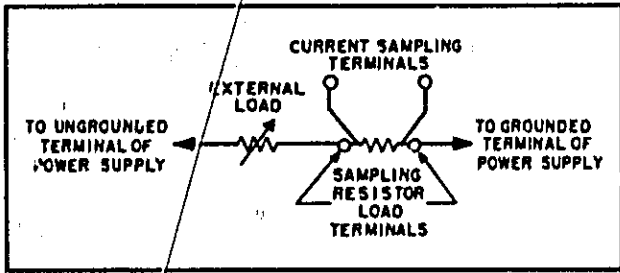 CURRENT SAMPLING
TERMINALS
EXTERNAL
LOAD
TO UNGROUNDED
TERMINAL OF
POWER SUPPLY
TO GROUNDED
TERMINAL OF
POWER SUPPLY
SAMPLING
RESISTOR
LOAD
TERMINALS